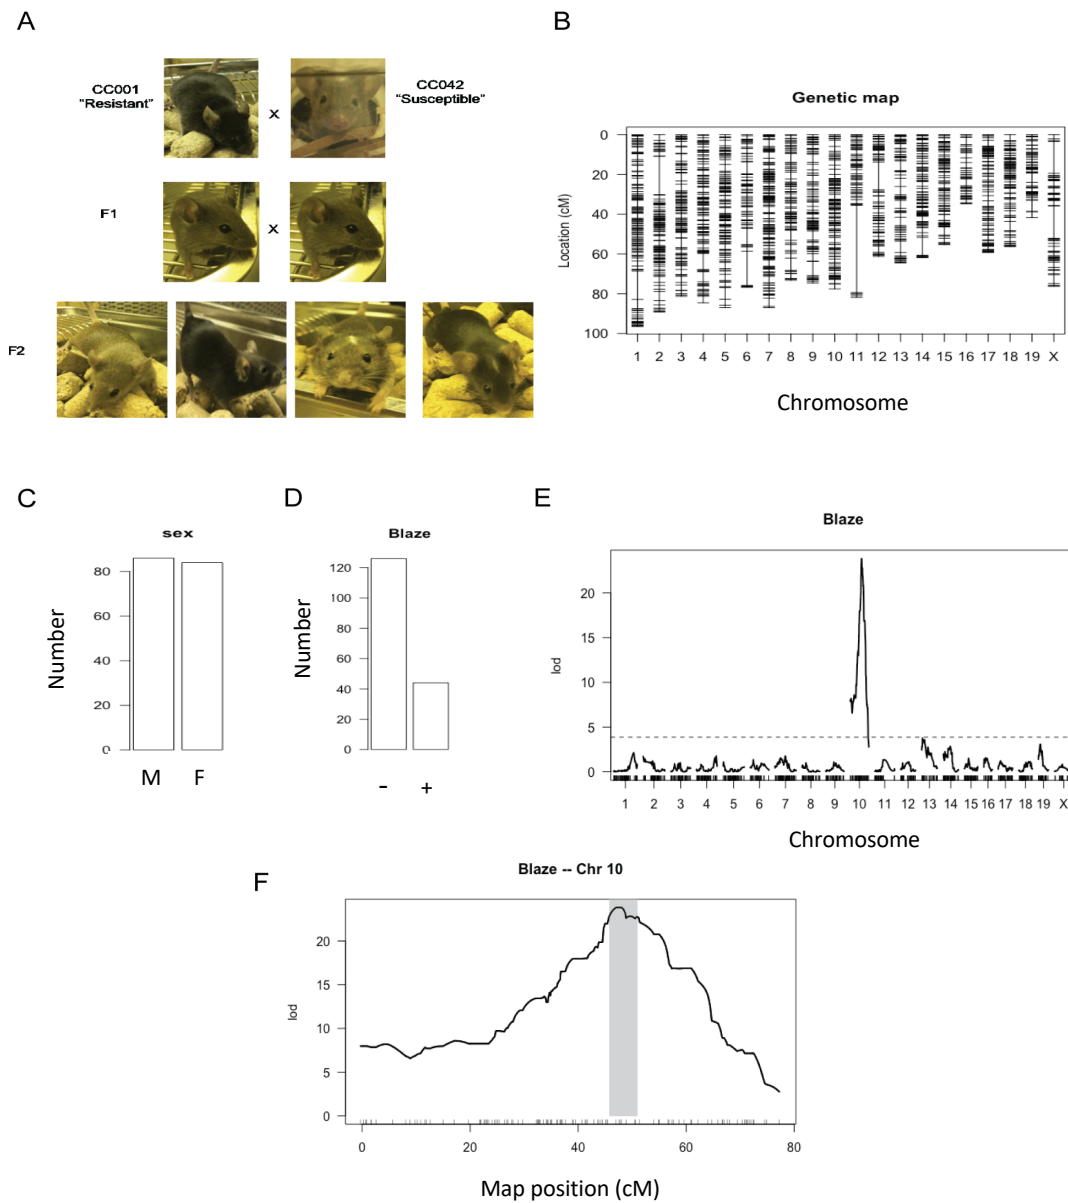 A
CC001
"Resistant"
x
CC042
"Susceptible"
F1
x
F2
B
Genetic map
Location (cM)
0
20
40
60
80
100
1 2 3 4 5 6 7 8 9 10 11 12 13 14 15 16 17 18 19 X
Chromosome
C
sex
Number
80
60
40
20
0
M F
D
Blaze
Number
120
100
80
60
40
20
0
- +
E
Blaze
lod
20
15
10
5
0
1 2 3 4 5 6 7 8 9 10 11 12 13 14 15 16 17 18 19 X
Chromosome
F
Blaze -- Chr 10
lod
20
15
10
5
0
0 20 40 60 80
Map position (cM)